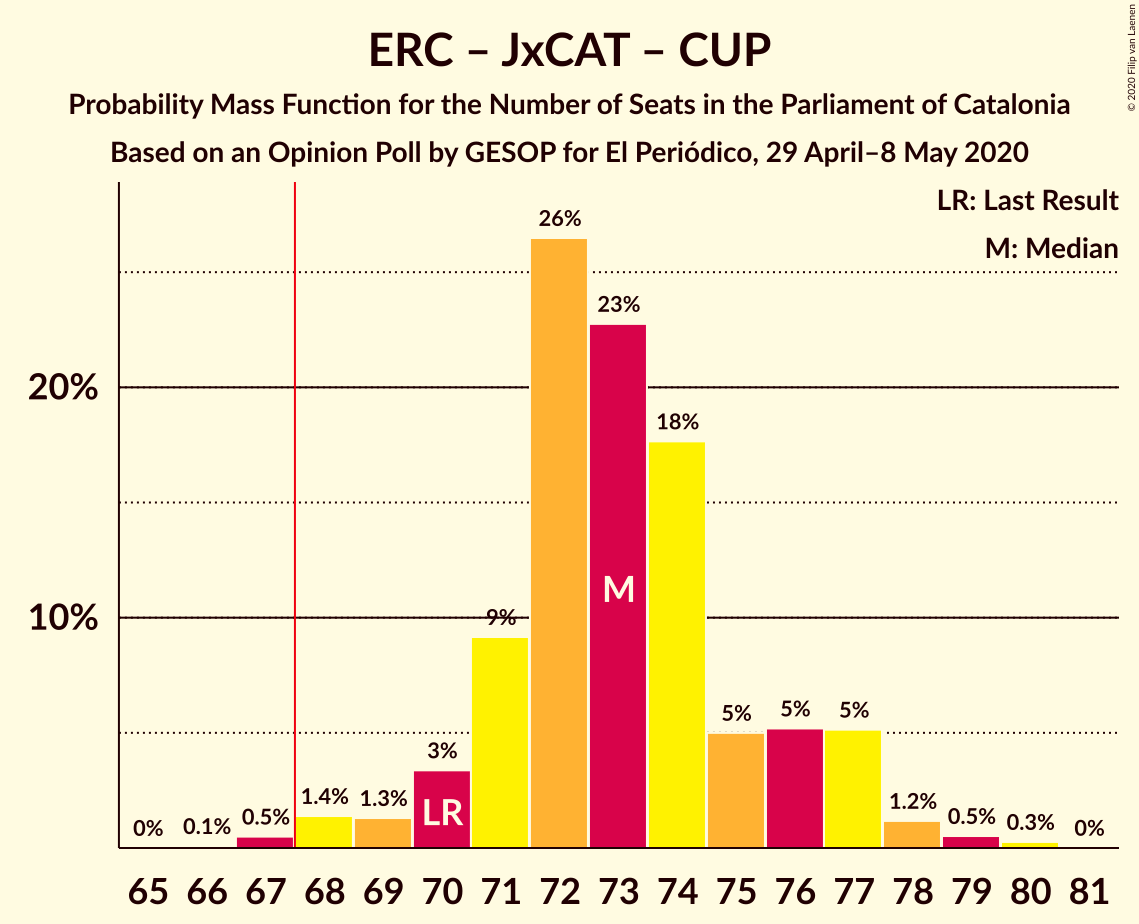 ERC – JxCAT – CUP
Probability Mass Function for the Number of Seats in the Parliament of Catalonia
Based on an Opinion Poll by GESOP for El Periódico, 29 April–8 May 2020
© 2020 Filip van Laenen
LR: Last Result
M: Median
26%
23%
20%
18%
M
10%
9%
5%
5%
5%
3%
LR
1.4%
1.3%
1.2%
0%
0.1%
0.5%
0.5%
0.3%
0%
65 66 67 68 69 70 71 72 73 74 75 76 77 78 79 80 81